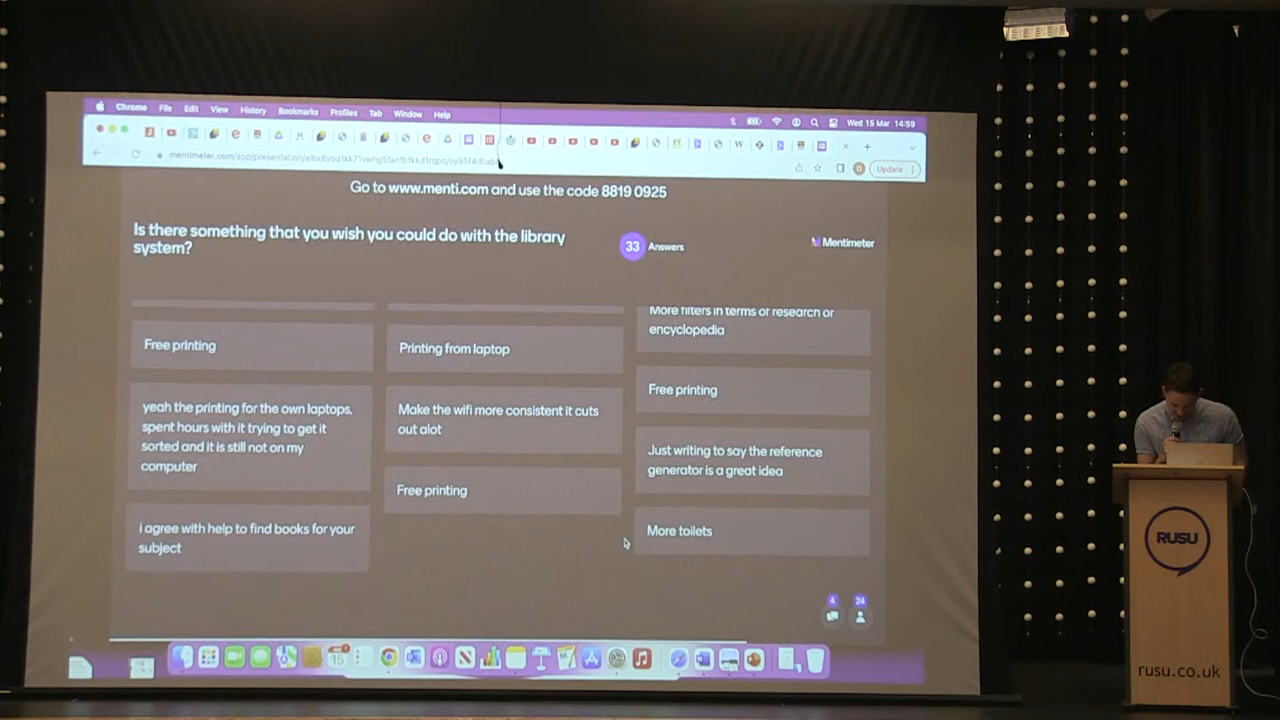 Chrome File Edit View History Bookmarks Profiles Tab Window Help
Wed 15 Mar 14:59
Update
Go to www.menti.com and use the code 8819 0925
Is there something that you wish you could do with the library
system?
33 Answers
Mentimeter
Free printing
yeah the printing for the own laptops,
spent hours with it trying to get it
sorted and it is still not on my
computer
i agree with help to find books for your
subject
Printing from laptop
Make the wifi more consistent it cuts
out alot
Free printing
More filters in terms of research or
encyclopedia
Free printing
Just writing to say the reference
generator is a great idea
More toilets
4 24
RUSU
rusu.co.uk